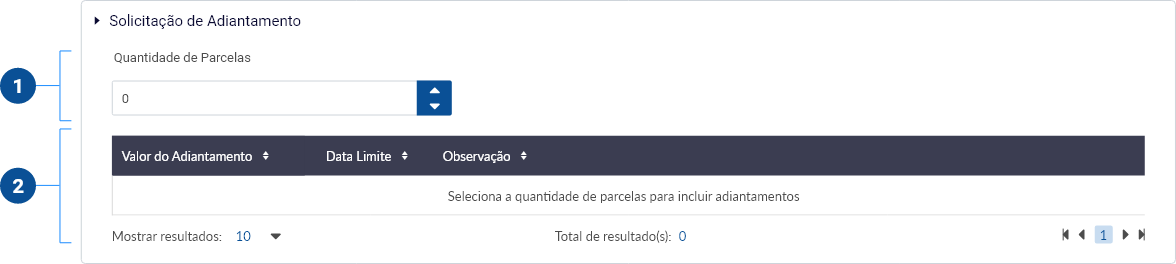 Solicitação de Adiantamento
Quantidade de Parcelas
1
0
Valor do Adiantamento Data Limite Observação
2
Seleciona a quantidade de parcelas para incluir adiantamentos
Mostrar resultados: 10 Total de resultado(s): 0 1